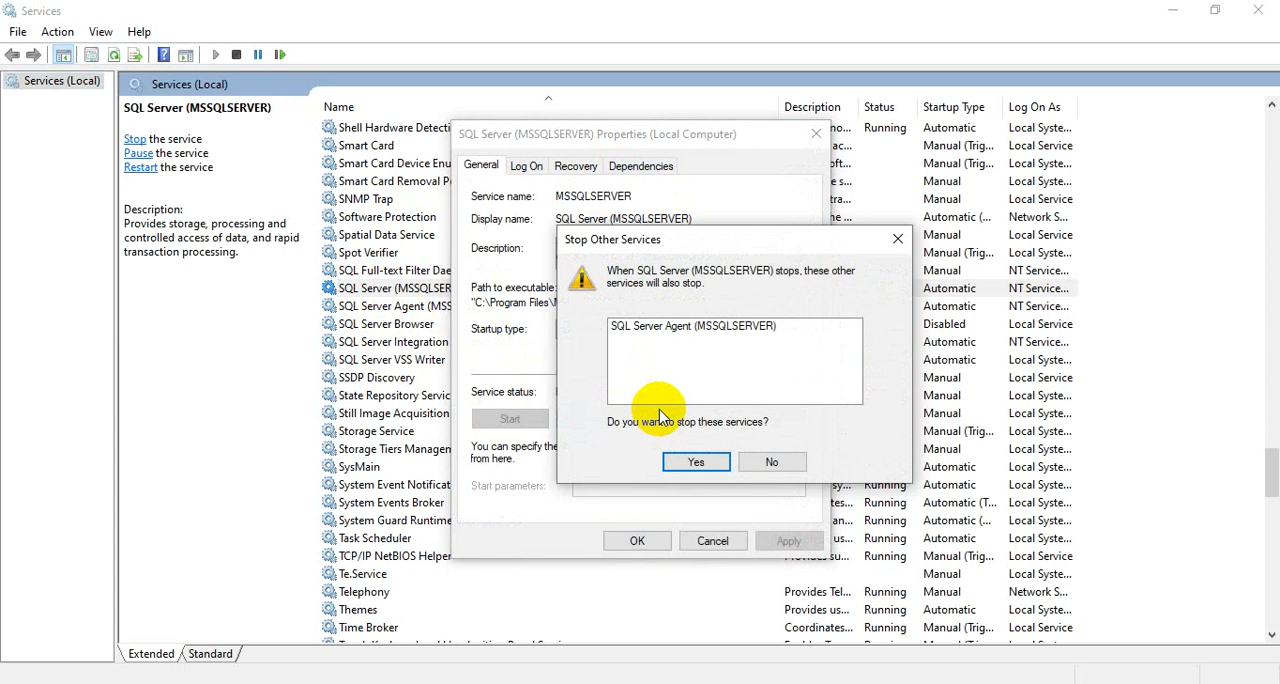 Services
File Action View Help
Services (Local)
Services (Local)
SQL Server (MSSQLSERVER)
Stop the service
Pause the service
Restart the service
Description:
Provides storage, processing and
controlled access of data, and rapid
transaction processing.
Name Description Status Startup Type Log On As
Shell Hardware Detecti Running Automatic Local Syste...
Smart Card Manual (Trig... Local Service
Smart Card Device Enu Manual (Trig... Local Syste...
Smart Card Removal P Manual Local Syste...
SNMP Trap Manual Local Service
Software Protection Automatic (... Network S...
Spatial Data Service Manual Local Service
Spot Verifier Manual (Trig... Local Syste...
SQL Full-text Filter Dae Manual NT Service...
SQL Server (MSSQLSER Automatic NT Service...
SQL Server Agent (MSS Automatic NT Service...
SQL Server Browser Disabled Local Service
SQL Server Integration Automatic NT Service...
SQL Server VSS Writer Automatic Local Syste...
SSDP Discovery Manual Local Service
State Repository Servic Manual Local Syste...
Still Image Acquisition Manual Local Syste...
Storage Service Manual (Trig... Local Syste...
Storage Tiers Managen Manual Local Syste...
SysMain Automatic Local Syste...
System Event Notificat Running Automatic Local Syste...
System Events Broker Running Automatic (T... Local Syste...
System Guard Runtime Running Automatic (... Local Syste...
Task Scheduler Running Automatic Local Syste...
TCP/IP NetBIOS Helper Running Manual (Trig... Local Service
Te.Service Manual Local Syste...
Telephony Provides Tel... Running Manual Network S...
Themes Provides us... Running Automatic Local Syste...
Time Broker Coordinates... Running Manual (Trig... Local Service
SQL Server (MSSQLSERVER) Properties (Local Computer)
General Log On Recovery Dependencies
Service name: MSSQLSERVER
Display name: SQL Server (MSSQLSERVER)
Description:
Path to executable:
"C:\Program Files\
Startup type:
Service status:
Start
You can specify the
from here.
Start parameters:
OK Cancel Apply
Stop Other Services
When SQL Server (MSSQLSERVER) stops, these other
services will also stop.
SQL Server Agent (MSSQLSERVER)
Do you want to stop these services?
Yes No
Extended Standard